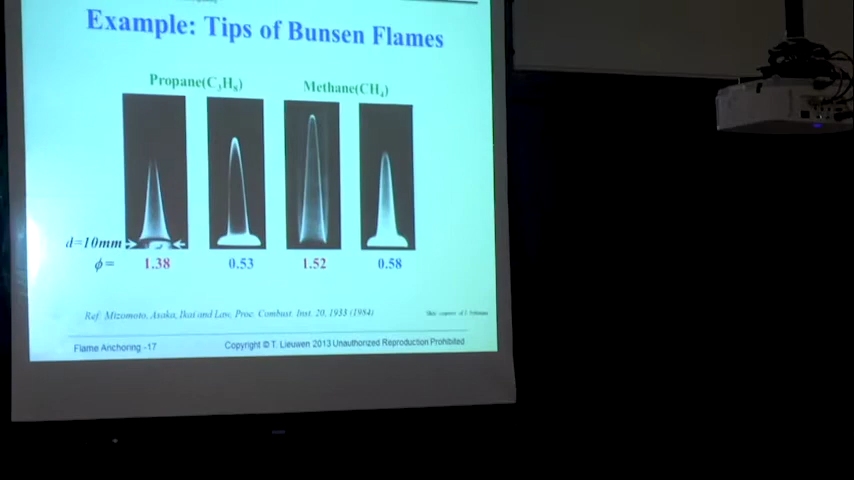 Example: Tips of Bunsen Flames
Propane(C₃H₈) Methane(CH₄)
d=10mm
ϕ= 1.38 0.53 1.52 0.58
Ref: Mizomoto, Asaka, Ikai and Law, Proc. Combust. Inst. 20, 1933 (1984)
Flame Anchoring -17 Copyright © T. Lieuwen 2013 Unauthorized Reproduction Prohibited